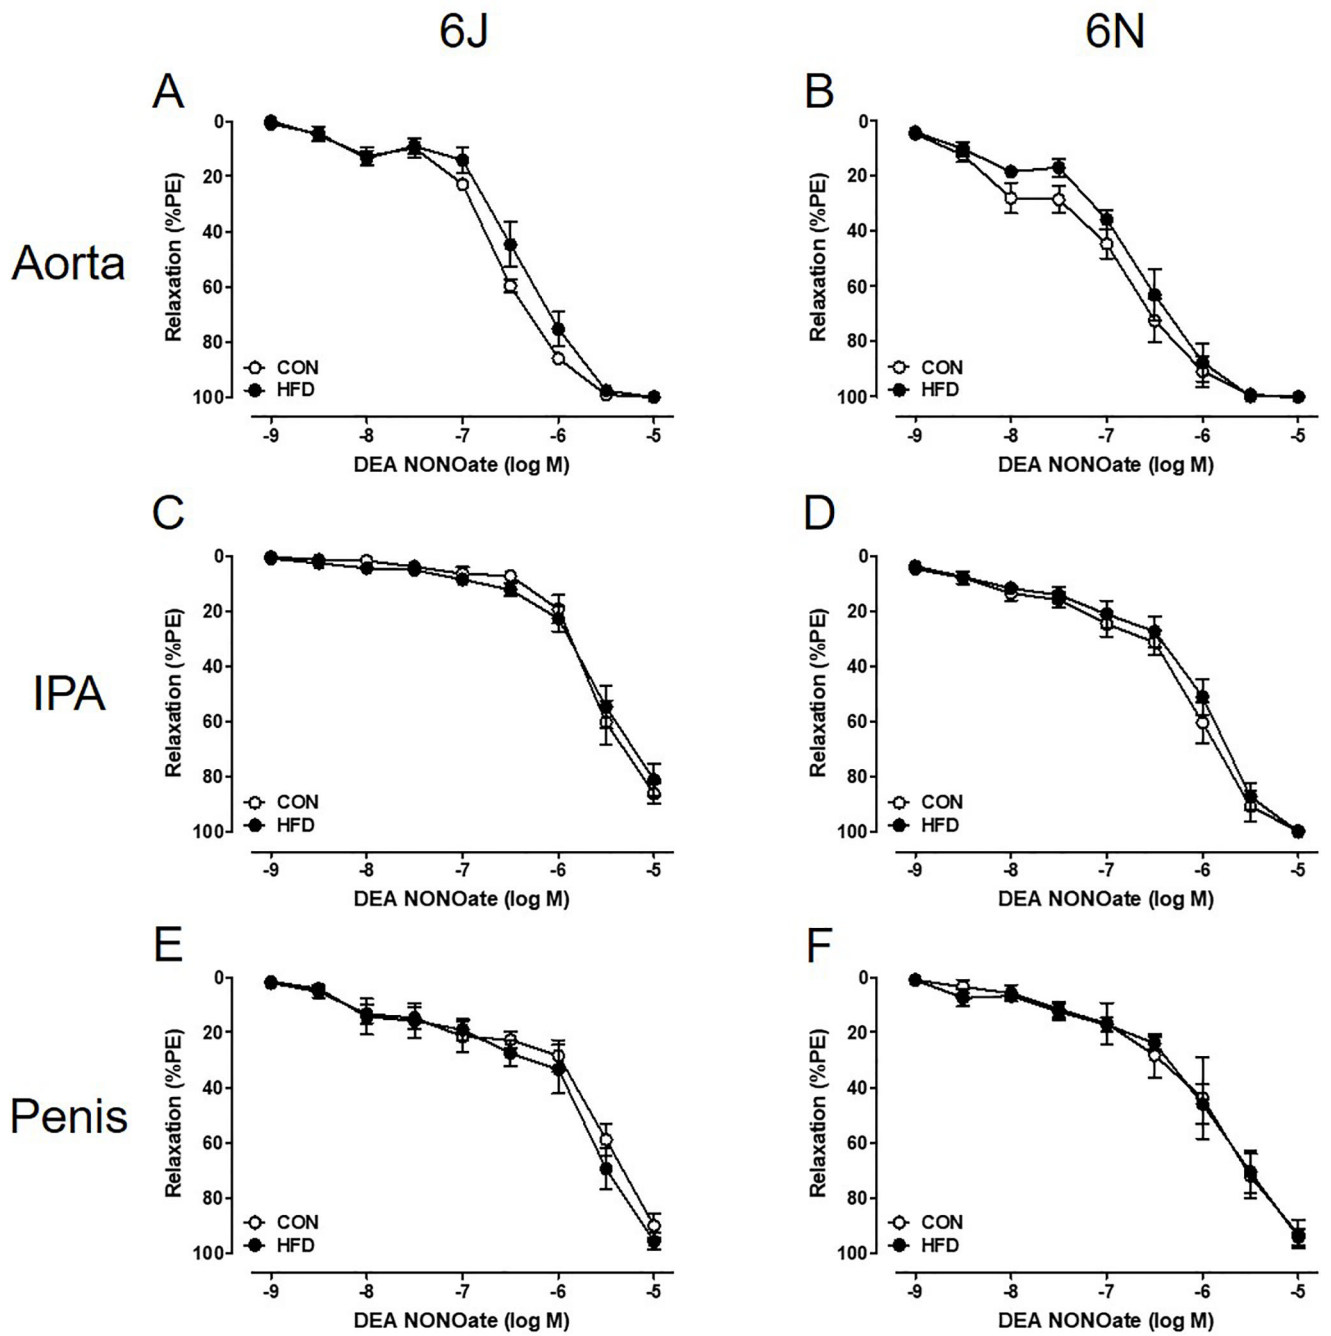 6J
6N
Aorta
A
0
20
40
60
80
100
Relaxation (%PE)
CON
HFD
-9 -8 -7 -6 -5
DEA NONOate (log M)
B
0
20
40
60
80
100
Relaxation (%PE)
CON
HFD
-9 -8 -7 -6 -5
DEA NONOate (log M)
IPA
C
0
20
40
60
80
100
Relaxation (%PE)
CON
HFD
-9 -8 -7 -6 -5
DEA NONOate (log M)
D
0
20
40
60
80
100
Relaxation (%PE)
CON
HFD
-9 -8 -7 -6 -5
DEA NONOate (log M)
Penis
E
0
20
40
60
80
100
Relaxation (%PE)
CON
HFD
-9 -8 -7 -6 -5
DEA NONOate (log M)
F
0
20
40
60
80
100
Relaxation (%PE)
CON
HFD
-9 -8 -7 -6 -5
DEA NONOate (log M)